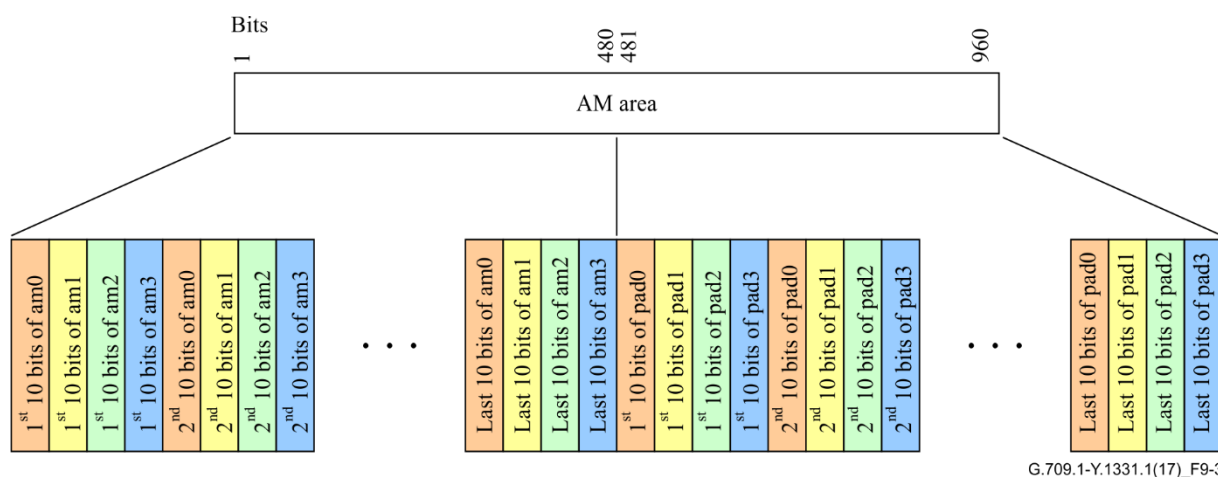 Bits
1
480
481
960
AM area
1st 10 bits of am0
1st 10 bits of am1
1st 10 bits of am2
1st 10 bits of am3
2nd 10 bits of am0
2nd 10 bits of am1
2nd 10 bits of am2
2nd 10 bits of am3
• • •
Last 10 bits of am0
Last 10 bits of am1
Last 10 bits of am2
Last 10 bits of am3
1st 10 bits of pad0
1st 10 bits of pad1
1st 10 bits of pad2
1st 10 bits of pad3
2nd 10 bits of pad0
2nd 10 bits of pad1
2nd 10 bits of pad2
2nd 10 bits of pad3
• • •
Last 10 bits of pad0
Last 10 bits of pad1
Last 10 bits of pad2
Last 10 bits of pad3
G.709.1-Y.1331.1(17)_F9-3